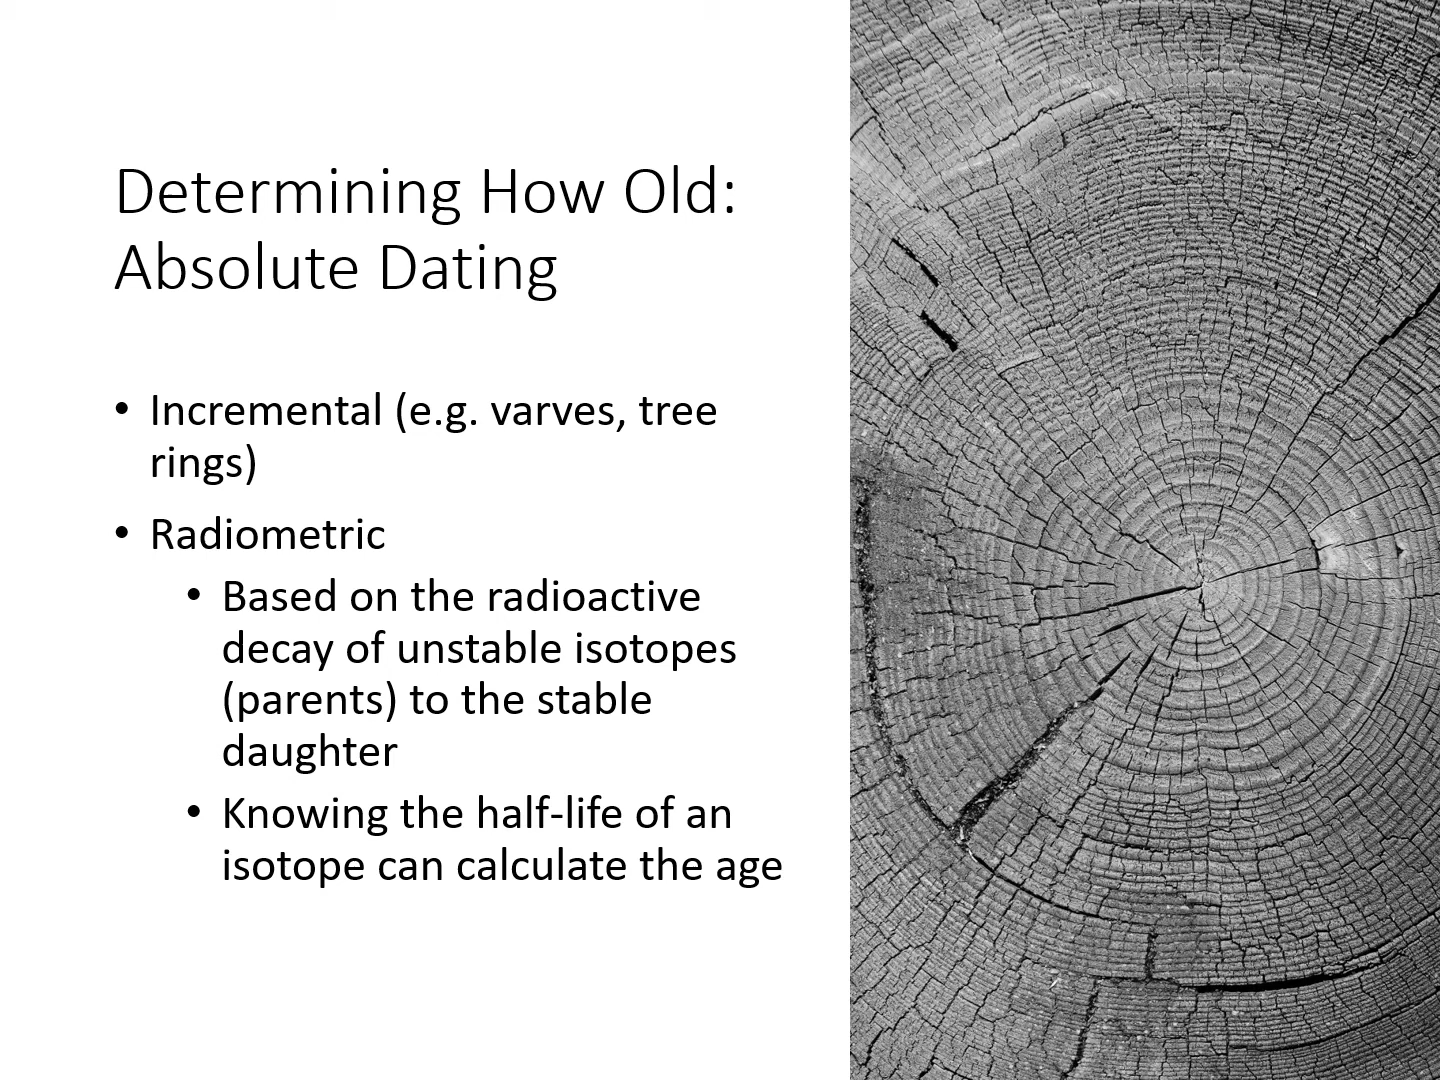 Determining How Old:
Absolute Dating
• Incremental (e.g. varves, tree
rings)
• Radiometric
• Based on the radioactive
decay of unstable isotopes
(parents) to the stable
daughter
• Knowing the half-life of an
isotope can calculate the age